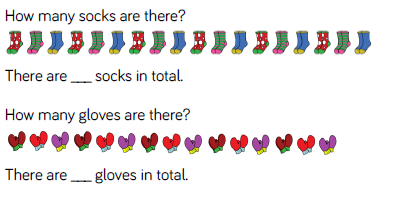 How many socks are there?
There are ___ socks in total.
How many gloves are there?
There are ___ gloves in total.